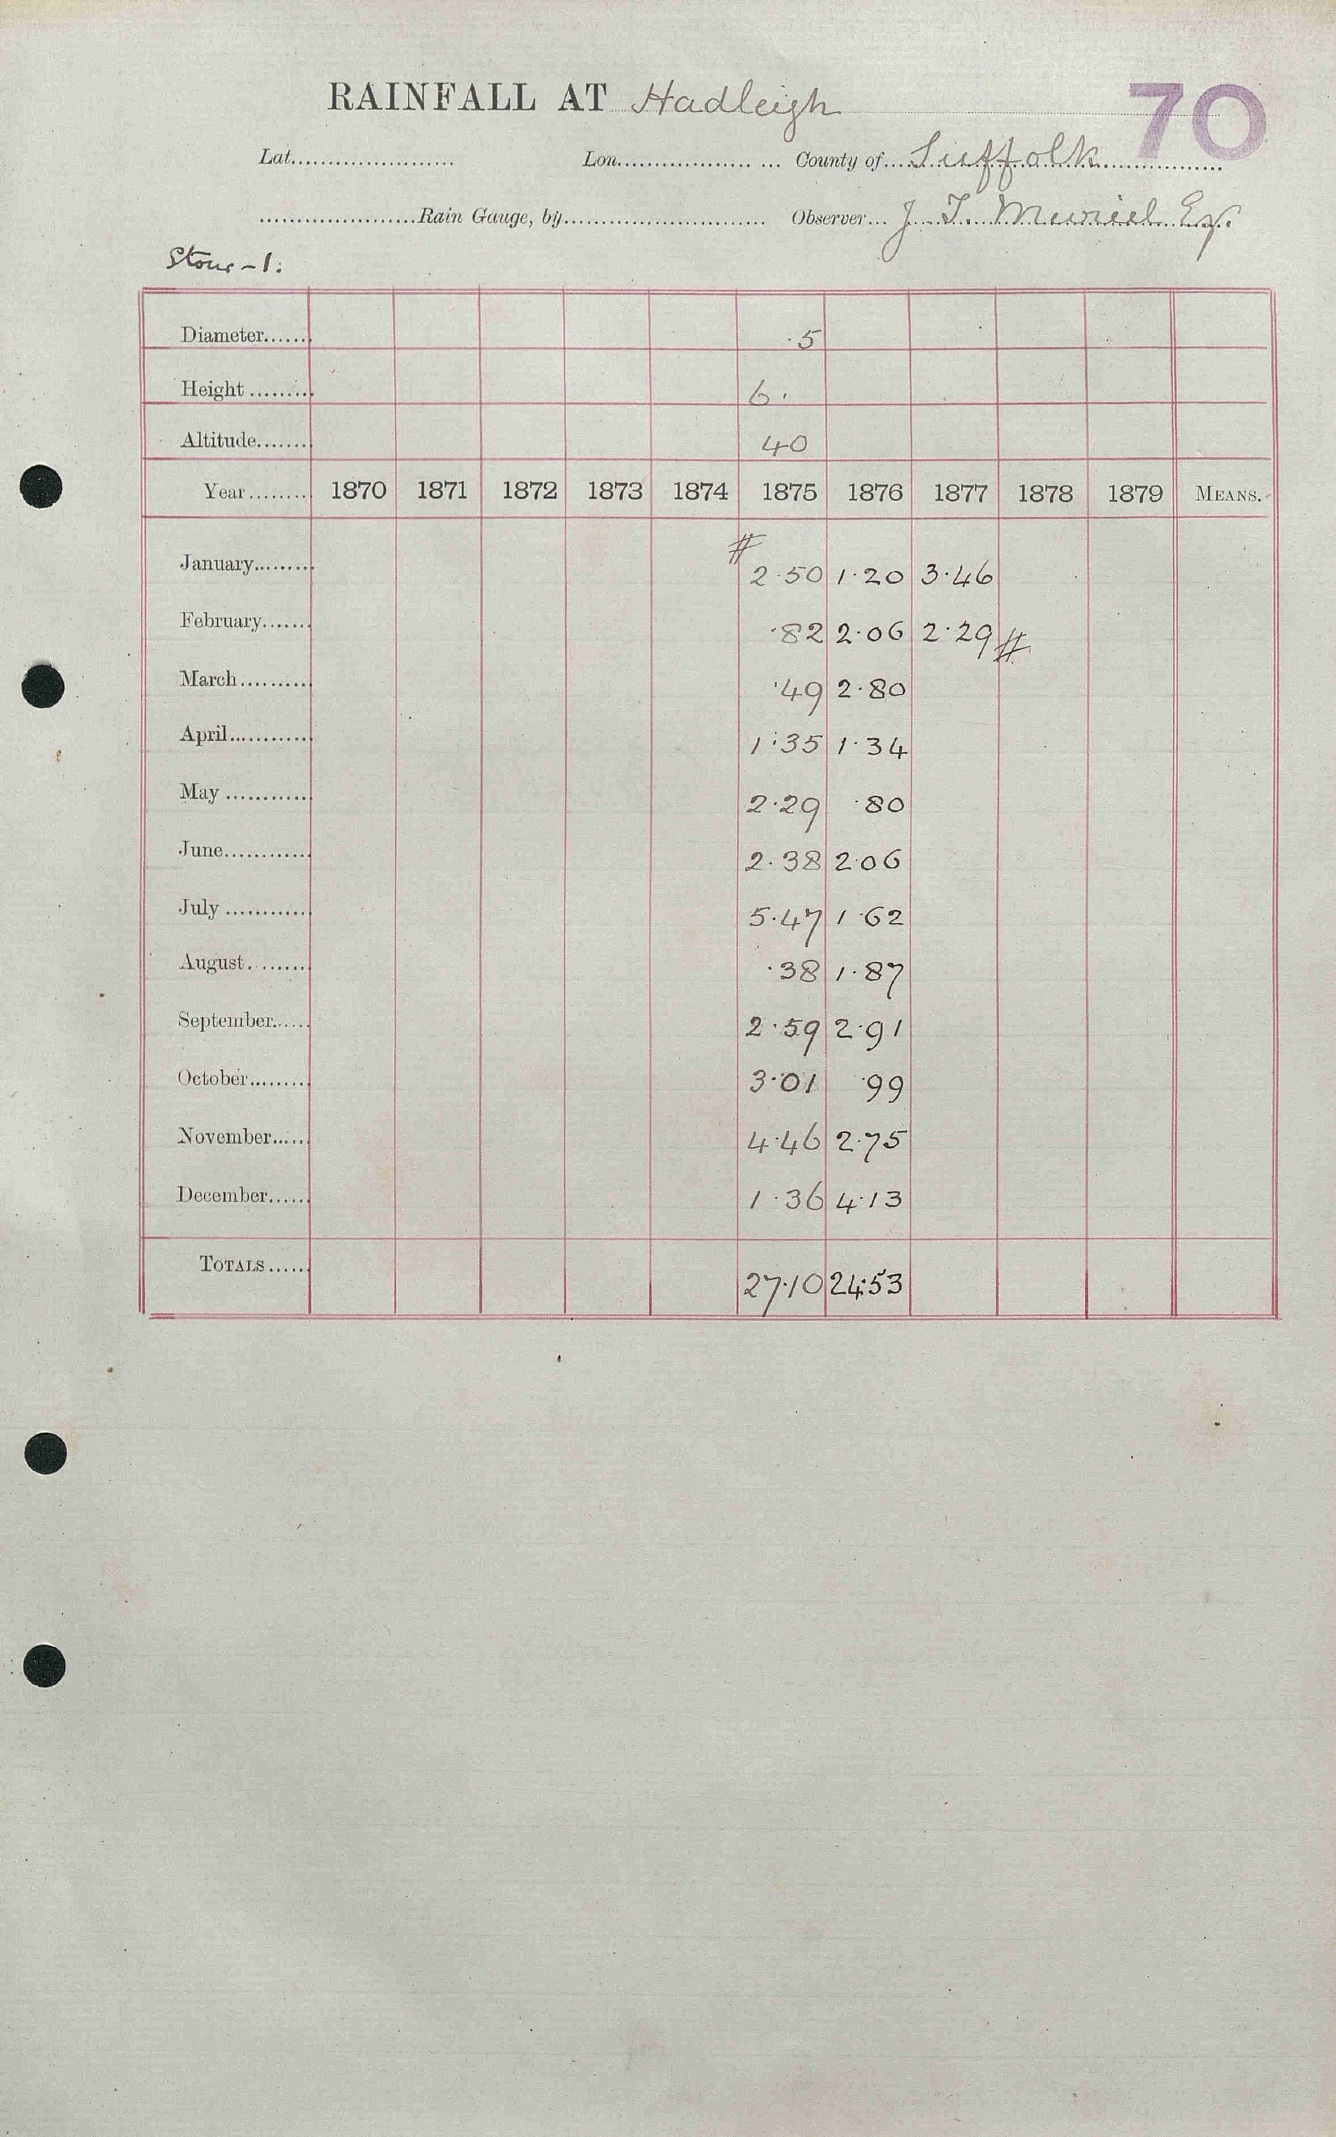 RAINFALL AT Hadleigh 70
Lat. Lon. County of Suffolk
Rain Gauge, by Observer J. T. Muriel Esq.
Stour - 1.
Diameter ·5
Height 6.
Altitude 40
Year 1870 1871 1872 1873 1874 1875 1876 1877 1878 1879 MEANS.
January # 2·50 1·20 3·46
February ·82 2·06 2·29 #
March ·49 2·80
April 1·35 1·34
May 2·29 ·80
June 2·38 2·06
July 5·47 1·62
August ·38 1·87
September 2·59 2·91
October 3·01 ·99
November 4·46 2·75
December 1·36 4·13
TOTALS 27·10 24·53